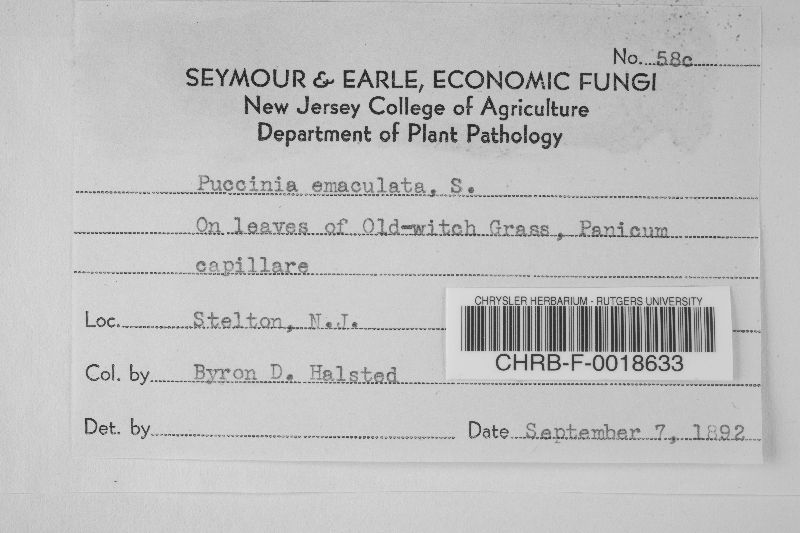 No. 58c
SEYMOUR & EARLE, ECONOMIC FUNGI
New Jersey College of Agriculture
Department of Plant Pathology
Puccinia emaculata, S.
On leaves of Old-witch Grass, Panicum
capillare
Loc. Stelton, N.J.
CHRYSLER HERBARIUM - RUTGERS UNIVERSITY
CHRB-F-0018633
Col. by Byron D. Halsted
Det. by
Date September 7, 1892